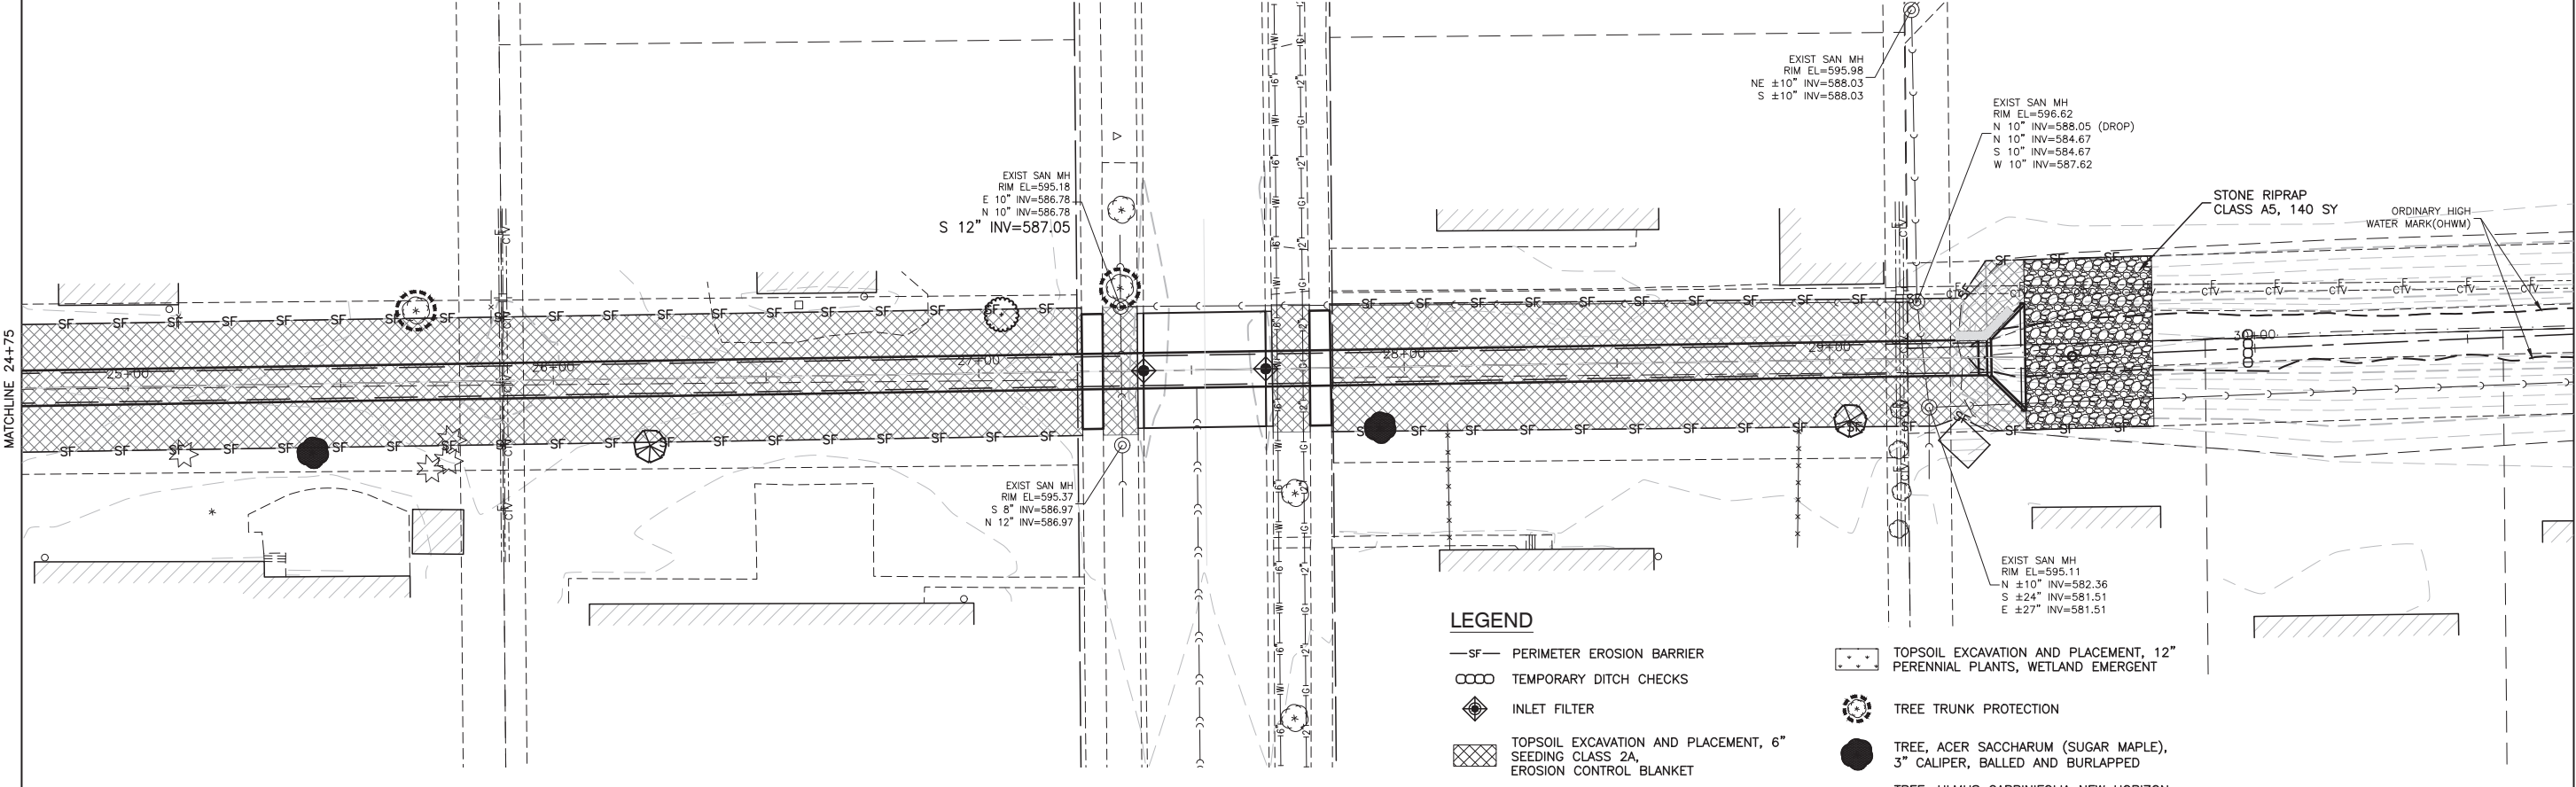 MATCHLINE 24+75
EXIST SAN MH
RIM EL=595.18
E 10" INV=586.78
N 10" INV=586.78
S 12" INV=587.05
EXIST SAN MH
RIM EL=595.37
S 8" INV=586.97
N 12" INV=586.97
EXIST SAN MH
RIM EL=595.98
NE ±10" INV=588.03
S ±10" INV=588.03
EXIST SAN MH
RIM EL=596.62
N 10" INV=588.05 (DROP)
N 10" INV=584.67
S 10" INV=584.67
W 10" INV=587.62
STONE RIPRAP
CLASS A5, 140 SY
ORDINARY HIGH
WATER MARK(OHWM)
25+00
26+00
27+00
28+00
29+00
30+00
EXIST SAN MH
RIM EL=595.11
N ±10" INV=582.36
S ±24" INV=581.51
E ±27" INV=581.51
LEGEND
SF PERIMETER EROSION BARRIER
TEMPORARY DITCH CHECKS
INLET FILTER
TOPSOIL EXCAVATION AND PLACEMENT, 6"
SEEDING CLASS 2A,
EROSION CONTROL BLANKET
TOPSOIL EXCAVATION AND PLACEMENT, 12"
PERENNIAL PLANTS, WETLAND EMERGENT
TREE TRUNK PROTECTION
TREE, ACER SACCHARUM (SUGAR MAPLE),
3" CALIPER, BALLED AND BURLAPPED